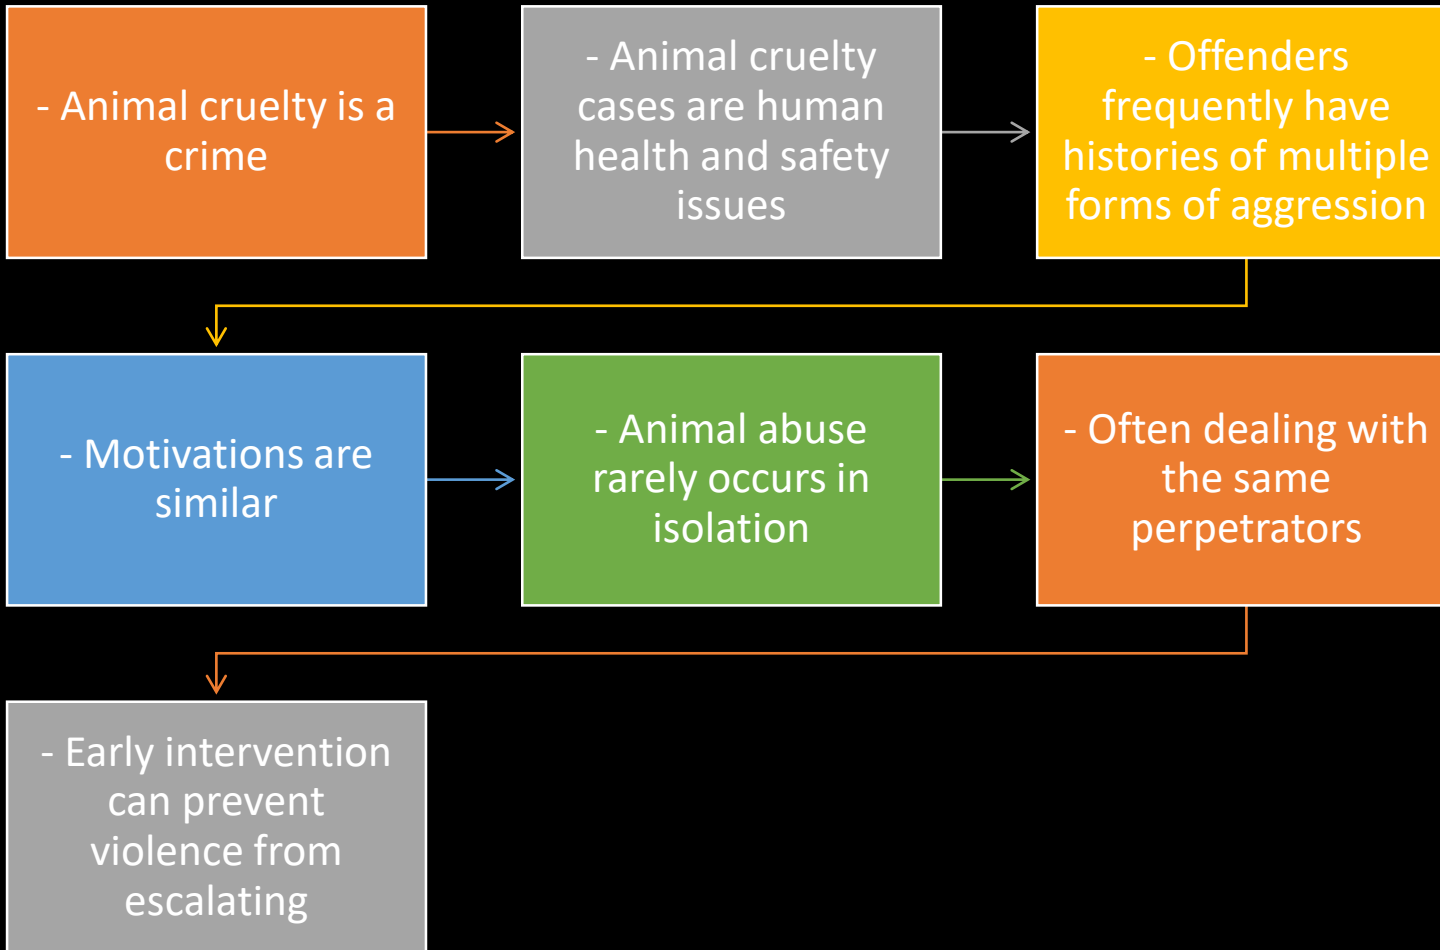 - Animal cruelty is a
crime
- Animal cruelty
cases are human
health and safety
issues
- Offenders
frequently have
histories of multiple
forms of aggression
- Motivations are
similar
- Animal abuse
rarely occurs in
isolation
- Often dealing with
the same
perpetrators
- Early intervention
can prevent
violence from
escalating